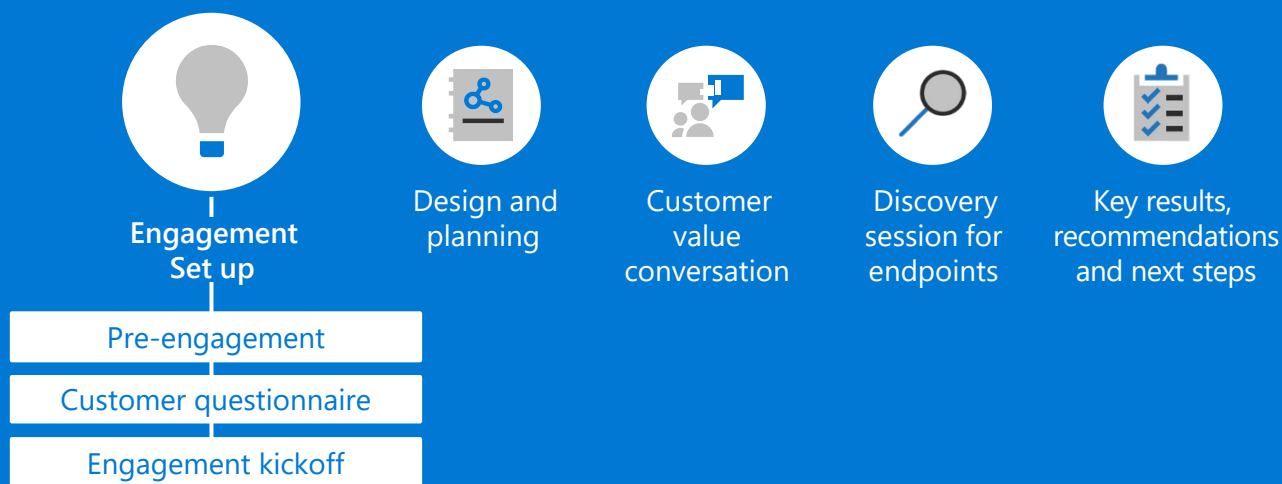 Engagement
Set up
Design and
planning
Customer
value
conversation
Discovery
session for
endpoints
Key results,
recommendations
and next steps
Pre-engagement
Customer questionnaire
Engagement kickoff